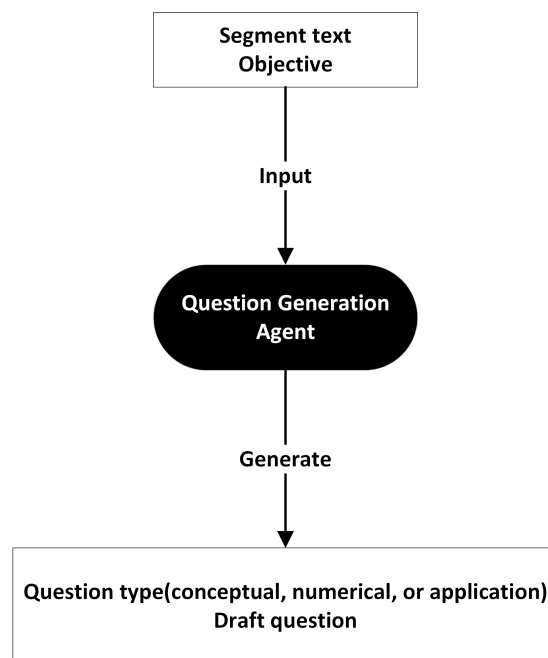 Segment text
Objective
Input
Question Generation
Agent
Generate
Question type(conceptual, numerical, or application)
Draft question